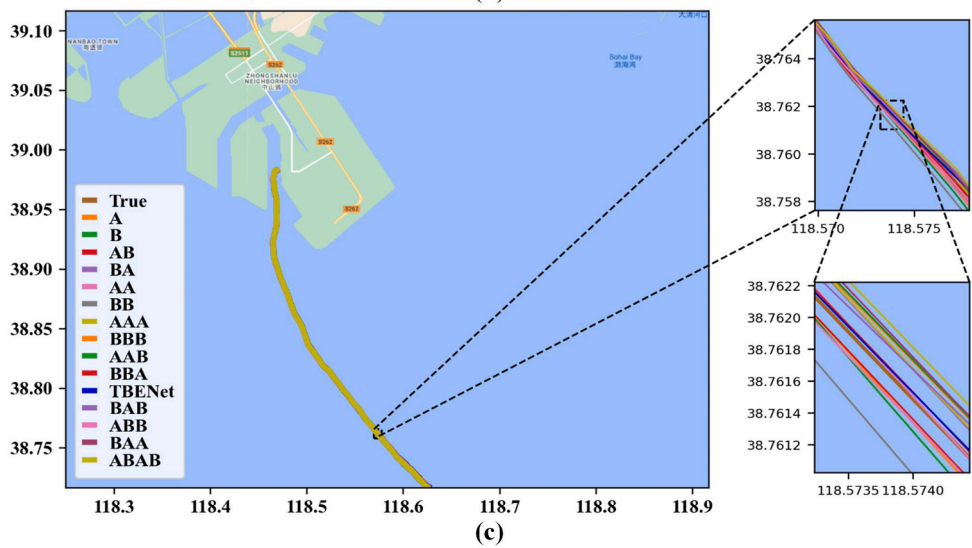 39.10
39.05
39.00
38.95
38.90
38.85
38.80
38.75
118.3 118.4 118.5 118.6 118.7 118.8 118.9
NANBAO TOWN
南堡镇
S2511
S262
ZHONGSHANLU
NEIGHBORHOOD
中山路
S262
S262
Bohai Bay
渤海湾
大清河口
True
A
B
AB
BA
AA
BB
AAA
BBB
AAB
BBA
TBENet
BAB
ABB
BAA
ABAB
38.764
38.762
38.760
38.758
118.570 118.575
38.7622
38.7620
38.7618
38.7616
38.7614
38.7612
118.5735 118.5740
(c)